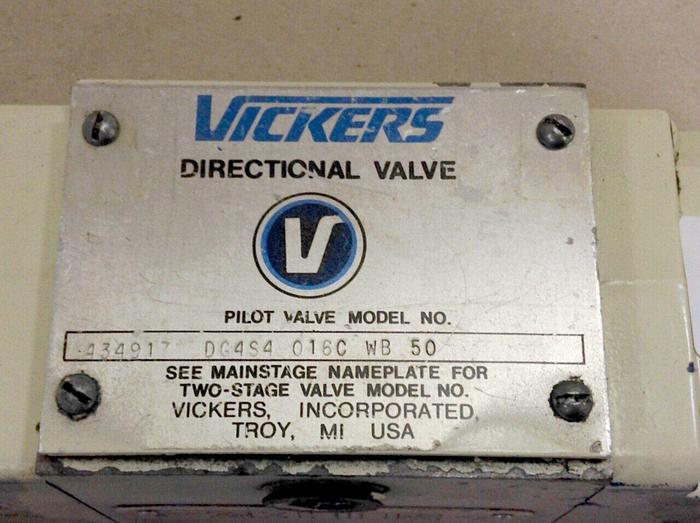 VICKERS
DIRECTIONAL VALVE
V
PILOT VALVE MODEL NO.
434917 DG4S4 016C WB 50
SEE MAINSTAGE NAMEPLATE FOR
TWO-STAGE VALVE MODEL NO.
VICKERS, INCORPORATED,
TROY, MI USA